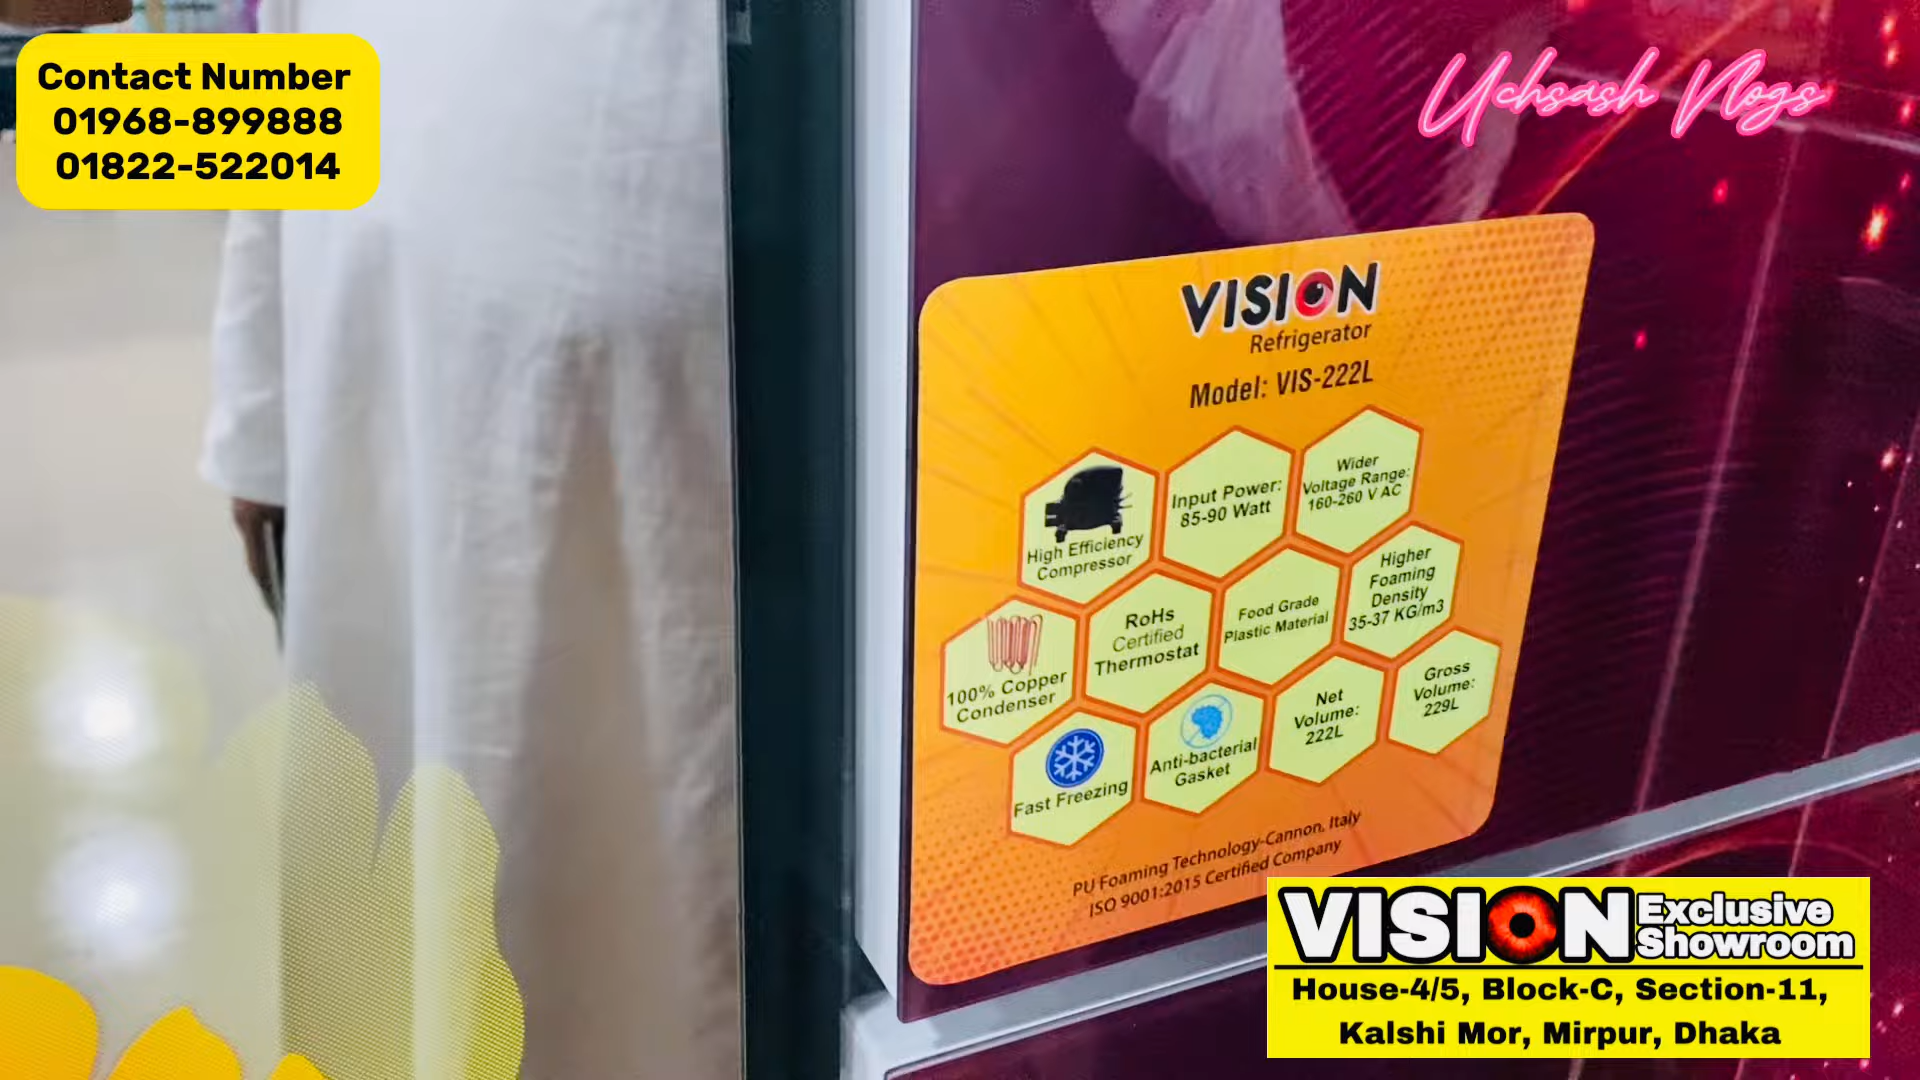 Contact Number
01968-899888
01822-522014
Uchsash Vlogs
VISION
Refrigerator
Model: VIS-222L
High Efficiency
Compressor
Input Power:
85-90 Watt
Wider
Voltage Range:
160-260 V AC
100% Copper
Condenser
RoHs
Certified
Thermostat
Food Grade
Plastic Material
Higher
Foaming
Density
35-37 KG/m3
Fast Freezing
Anti-bacterial
Gasket
Net
Volume:
222L
Gross
Volume:
229L
PU Foaming Technology-Cannon, Italy
ISO 9001:2015 Certified Company
VISION Exclusive
Showroom
House-4/5, Block-C, Section-11,
Kalshi Mor, Mirpur, Dhaka